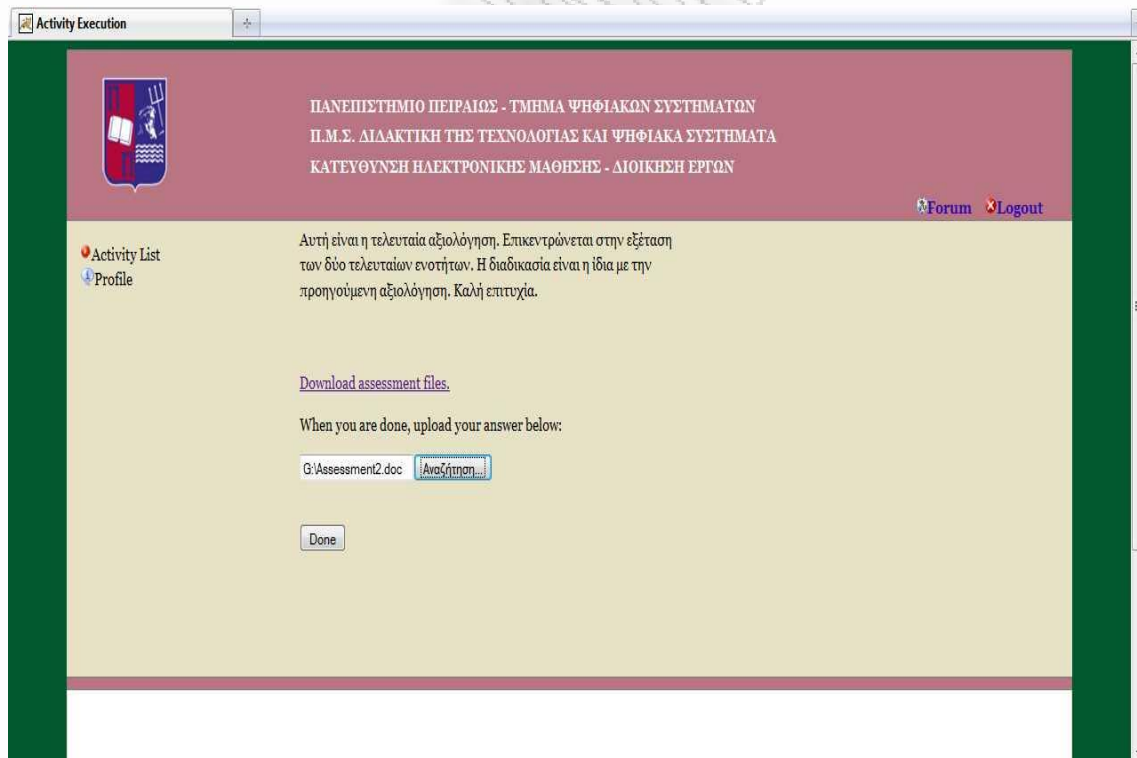 Activity Execution
ΠΑΝΕΠΙΣΤΗΜΙΟ ΠΕΙΡΑΙΩΣ - ΤΜΗΜΑ ΨΗΦΙΑΚΩΝ ΣΥΣΤΗΜΑΤΩΝ
Π.Μ.Σ. ΔΙΔΑΚΤΙΚΗ ΤΗΣ ΤΕΧΝΟΛΟΓΙΑΣ ΚΑΙ ΨΗΦΙΑΚΑ ΣΥΣΤΗΜΑΤΑ
ΚΑΤΕΥΘΥΝΣΗ ΗΛΕΚΤΡΟΝΙΚΗΣ ΜΑΘΗΣΗΣ - ΔΙΟΙΚΗΣΗ ΕΡΓΩΝ
Forum Logout
Activity List
Profile
Αυτή είναι η τελευταία αξιολόγηση. Επικεντρώνεται στην εξέταση
των δύο τελευταίων ενοτήτων. Η διαδικασία είναι η ίδια με την
προηγούμενη αξιολόγηση. Καλή επιτυχία.
Download assessment files.
When you are done, upload your answer below:
G:\Assessment2.doc Αναζήτηση...
Done